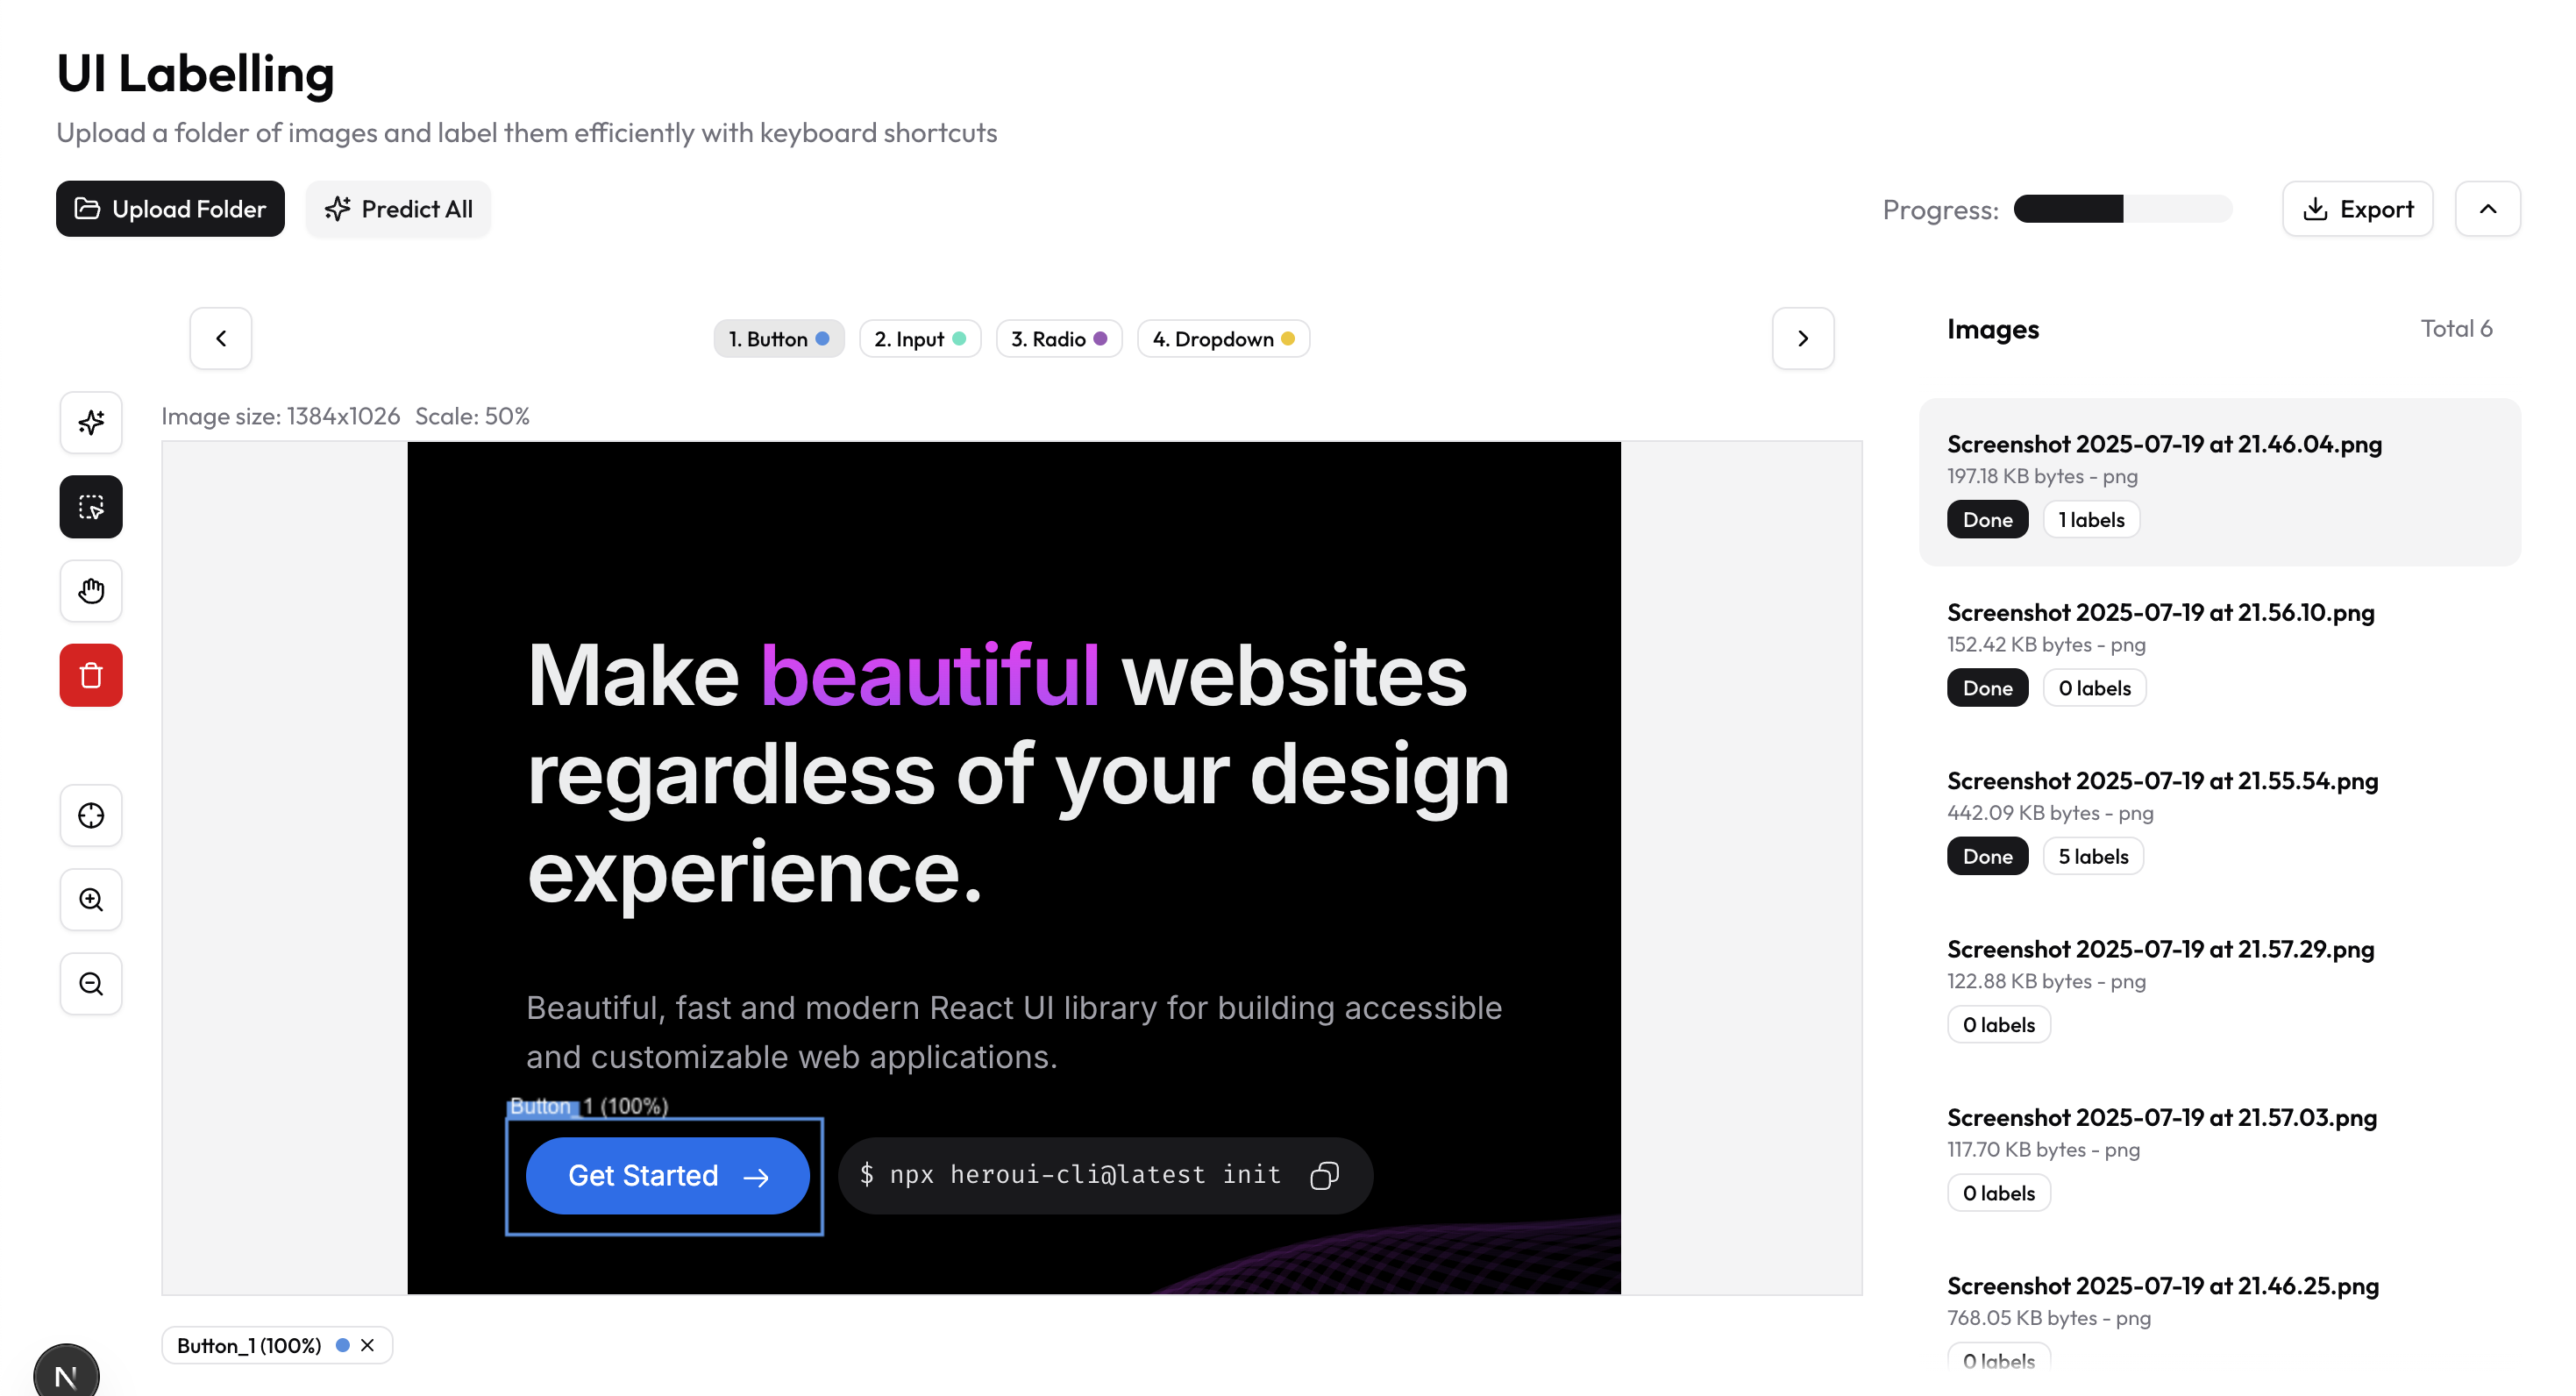 UI Labelling
Upload a folder of images and label them efficiently with keyboard shortcuts
Upload Folder
Predict All
Progress:
Export
1. Button
2. Input
3. Radio
4. Dropdown
Image size: 1384x1026 Scale: 50%
Make beautiful websites
regardless of your design
experience.
Beautiful, fast and modern React UI library for building accessible
and customizable web applications.
Button_1 (100%)
Get Started →
$ npx heroui-cli@latest init
Button_1 (100%)
N
Images
Total 6
Screenshot 2025-07-19 at 21.46.04.png
197.18 KB bytes - png
Done
1 labels
Screenshot 2025-07-19 at 21.56.10.png
152.42 KB bytes - png
Done
0 labels
Screenshot 2025-07-19 at 21.55.54.png
442.09 KB bytes - png
Done
5 labels
Screenshot 2025-07-19 at 21.57.29.png
122.88 KB bytes - png
0 labels
Screenshot 2025-07-19 at 21.57.03.png
117.70 KB bytes - png
0 labels
Screenshot 2025-07-19 at 21.46.25.png
768.05 KB bytes - png
0 labels